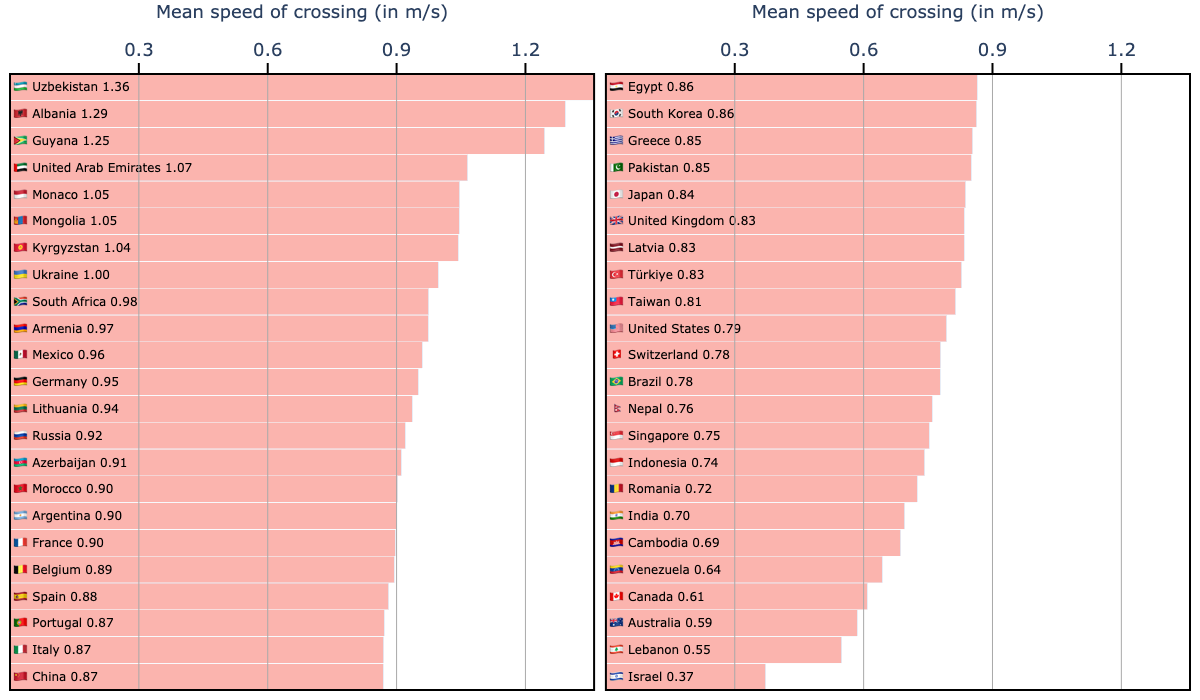 Mean speed of crossing (in m/s)
0.3 0.6 0.9 1.2
Uzbekistan 1.36
Albania 1.29
Guyana 1.25
United Arab Emirates 1.07
Monaco 1.05
Mongolia 1.05
Kyrgyzstan 1.04
Ukraine 1.00
South Africa 0.98
Armenia 0.97
Mexico 0.96
Germany 0.95
Lithuania 0.94
Russia 0.92
Azerbaijan 0.91
Morocco 0.90
Argentina 0.90
France 0.90
Belgium 0.89
Spain 0.88
Portugal 0.87
Italy 0.87
China 0.87
Mean speed of crossing (in m/s)
0.3 0.6 0.9 1.2
Egypt 0.86
South Korea 0.86
Greece 0.85
Pakistan 0.85
Japan 0.84
United Kingdom 0.83
Latvia 0.83
Türkiye 0.83
Taiwan 0.81
United States 0.79
Switzerland 0.78
Brazil 0.78
Nepal 0.76
Singapore 0.75
Indonesia 0.74
Romania 0.72
India 0.70
Cambodia 0.69
Venezuela 0.64
Canada 0.61
Australia 0.59
Lebanon 0.55
Israel 0.37